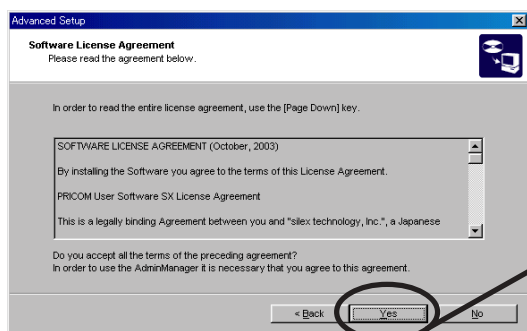 Advanced Setup
Software License Agreement
Please read the agreement below.
In order to read the entire license agreement, use the [Page Down] key.
SOFTWARE LICENSE AGREEMENT (October, 2003)
By installing the Software you agree to the terms of this License Agreement.
PRICOM User Software SX License Agreement
This is a legally binding Agreement between you and "silex technology, Inc.", a Japanese
Do you accept all the terms of the preceding agreement?
In order to use the AdminManager it is necessary that you agree to this agreement.
< Back Yes No